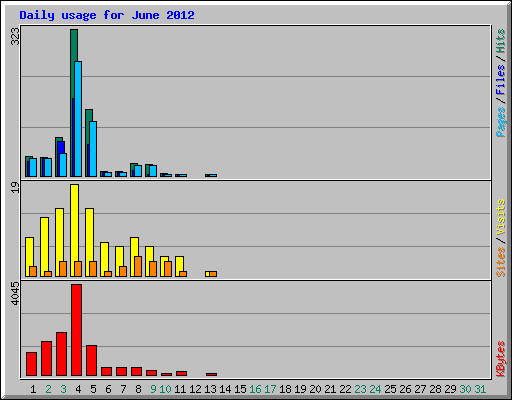 Daily usage for June 2012
323
Pages / Files / Hits
19
Sites / Visits
4045
KBytes
1 2 3 4 5 6 7 8 9 10 11 12 13 14 15 16 17 18 19 20 21 22 23 24 25 26 27 28 29 30 31